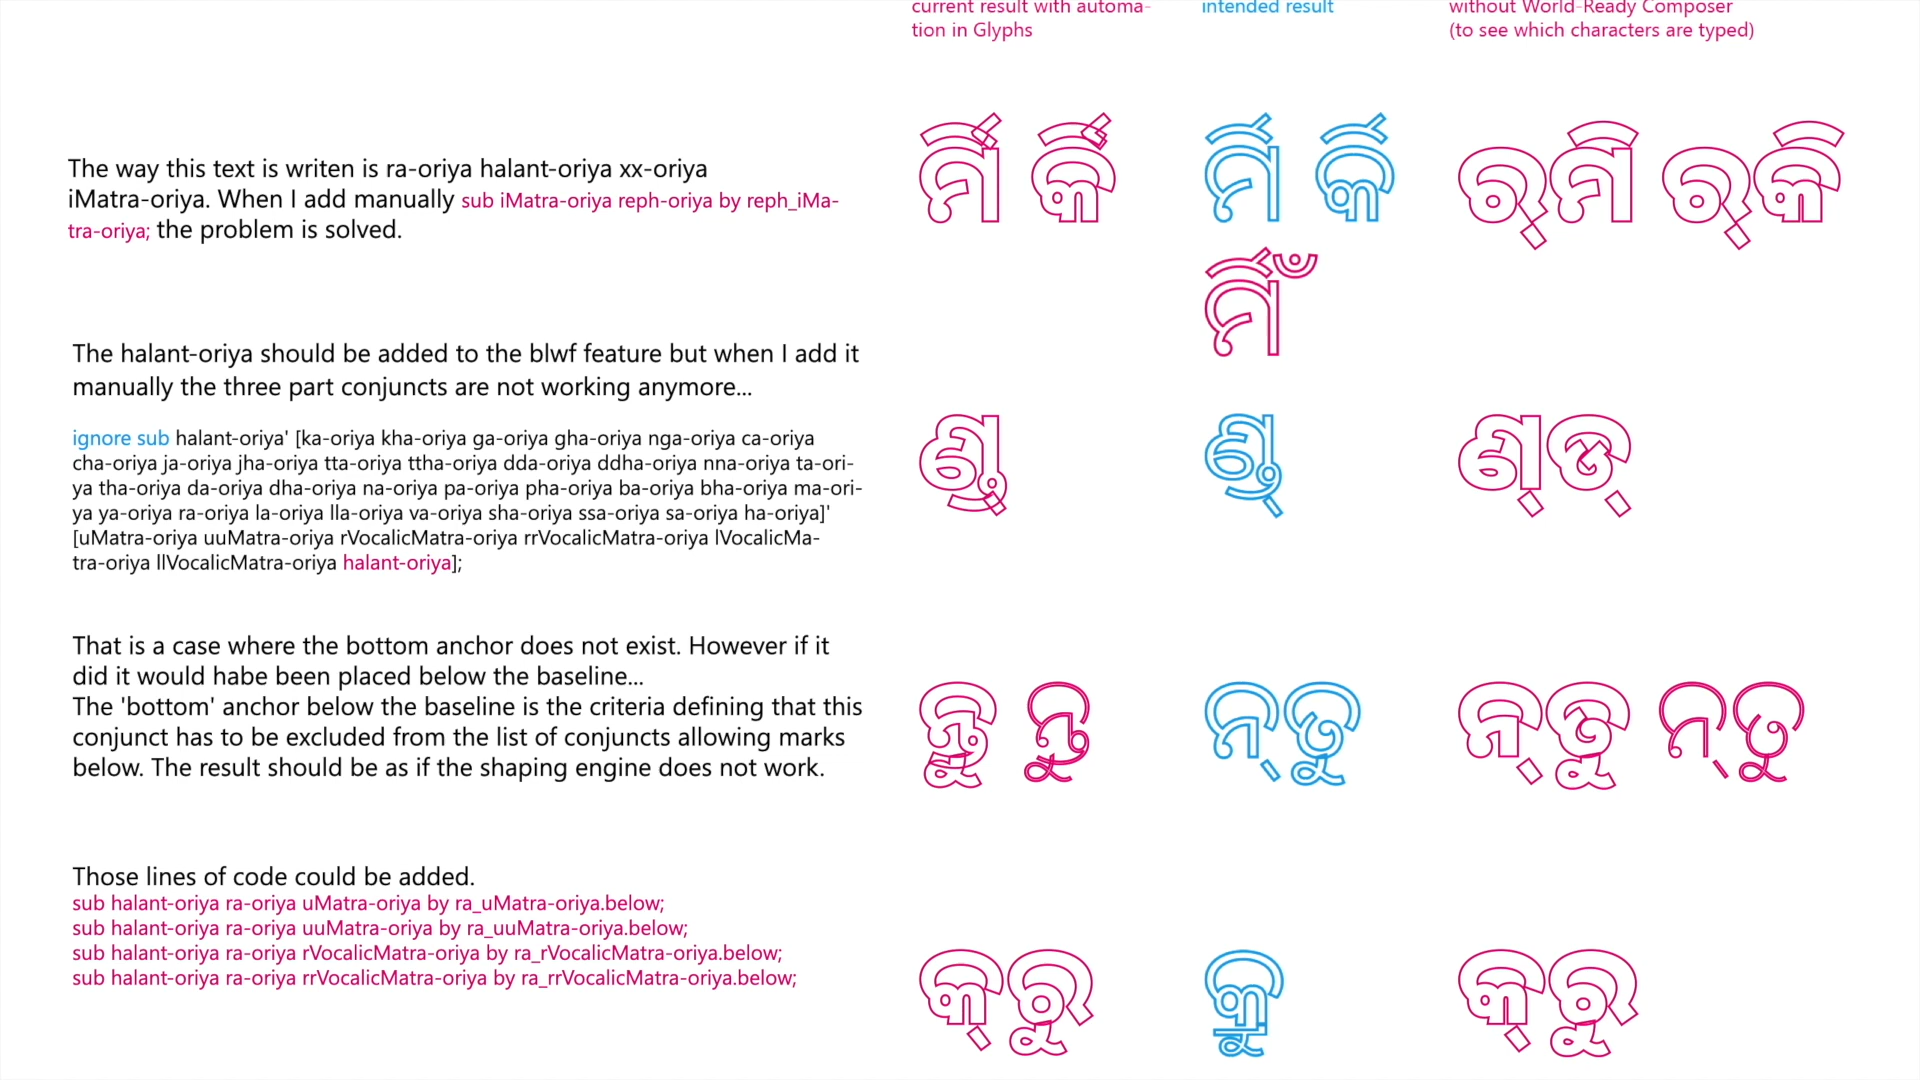 current result with automa-
tion in Glyphs
intended result
without World-Ready Composer
(to see which characters are typed)
The way this text is writen is ra-oriya halant-oriya xx-oriya
iMatra-oriya. When I add manually sub iMatra-oriya reph-oriya by reph_iMa-
tra-oriya; the problem is solved.
The halant-oriya should be added to the blwf feature but when I add it
manually the three part conjuncts are not working anymore...
ignore sub halant-oriya' [ka-oriya kha-oriya ga-oriya gha-oriya nga-oriya ca-oriya
cha-oriya ja-oriya jha-oriya tta-oriya ttha-oriya dda-oriya ddha-oriya nna-oriya ta-ori-
ya tha-oriya da-oriya dha-oriya na-oriya pa-oriya pha-oriya ba-oriya bha-oriya ma-ori-
ya ya-oriya ra-oriya la-oriya lla-oriya va-oriya sha-oriya ssa-oriya sa-oriya ha-oriya]'
[uMatra-oriya uuMatra-oriya rVocalicMatra-oriya rrVocalicMatra-oriya lVocalicMa-
tra-oriya llVocalicMatra-oriya halant-oriya];
That is a case where the bottom anchor does not exist. However if it
did it would habe been placed below the baseline...
The 'bottom' anchor below the baseline is the criteria defining that this
conjunct has to be excluded from the list of conjuncts allowing marks
below. The result should be as if the shaping engine does not work.
Those lines of code could be added.
sub halant-oriya ra-oriya uMatra-oriya by ra_uMatra-oriya.below;
sub halant-oriya ra-oriya uuMatra-oriya by ra_uuMatra-oriya.below;
sub halant-oriya ra-oriya rVocalicMatra-oriya by ra_rVocalicMatra-oriya.below;
sub halant-oriya ra-oriya rrVocalicMatra-oriya by ra_rrVocalicMatra-oriya.below;